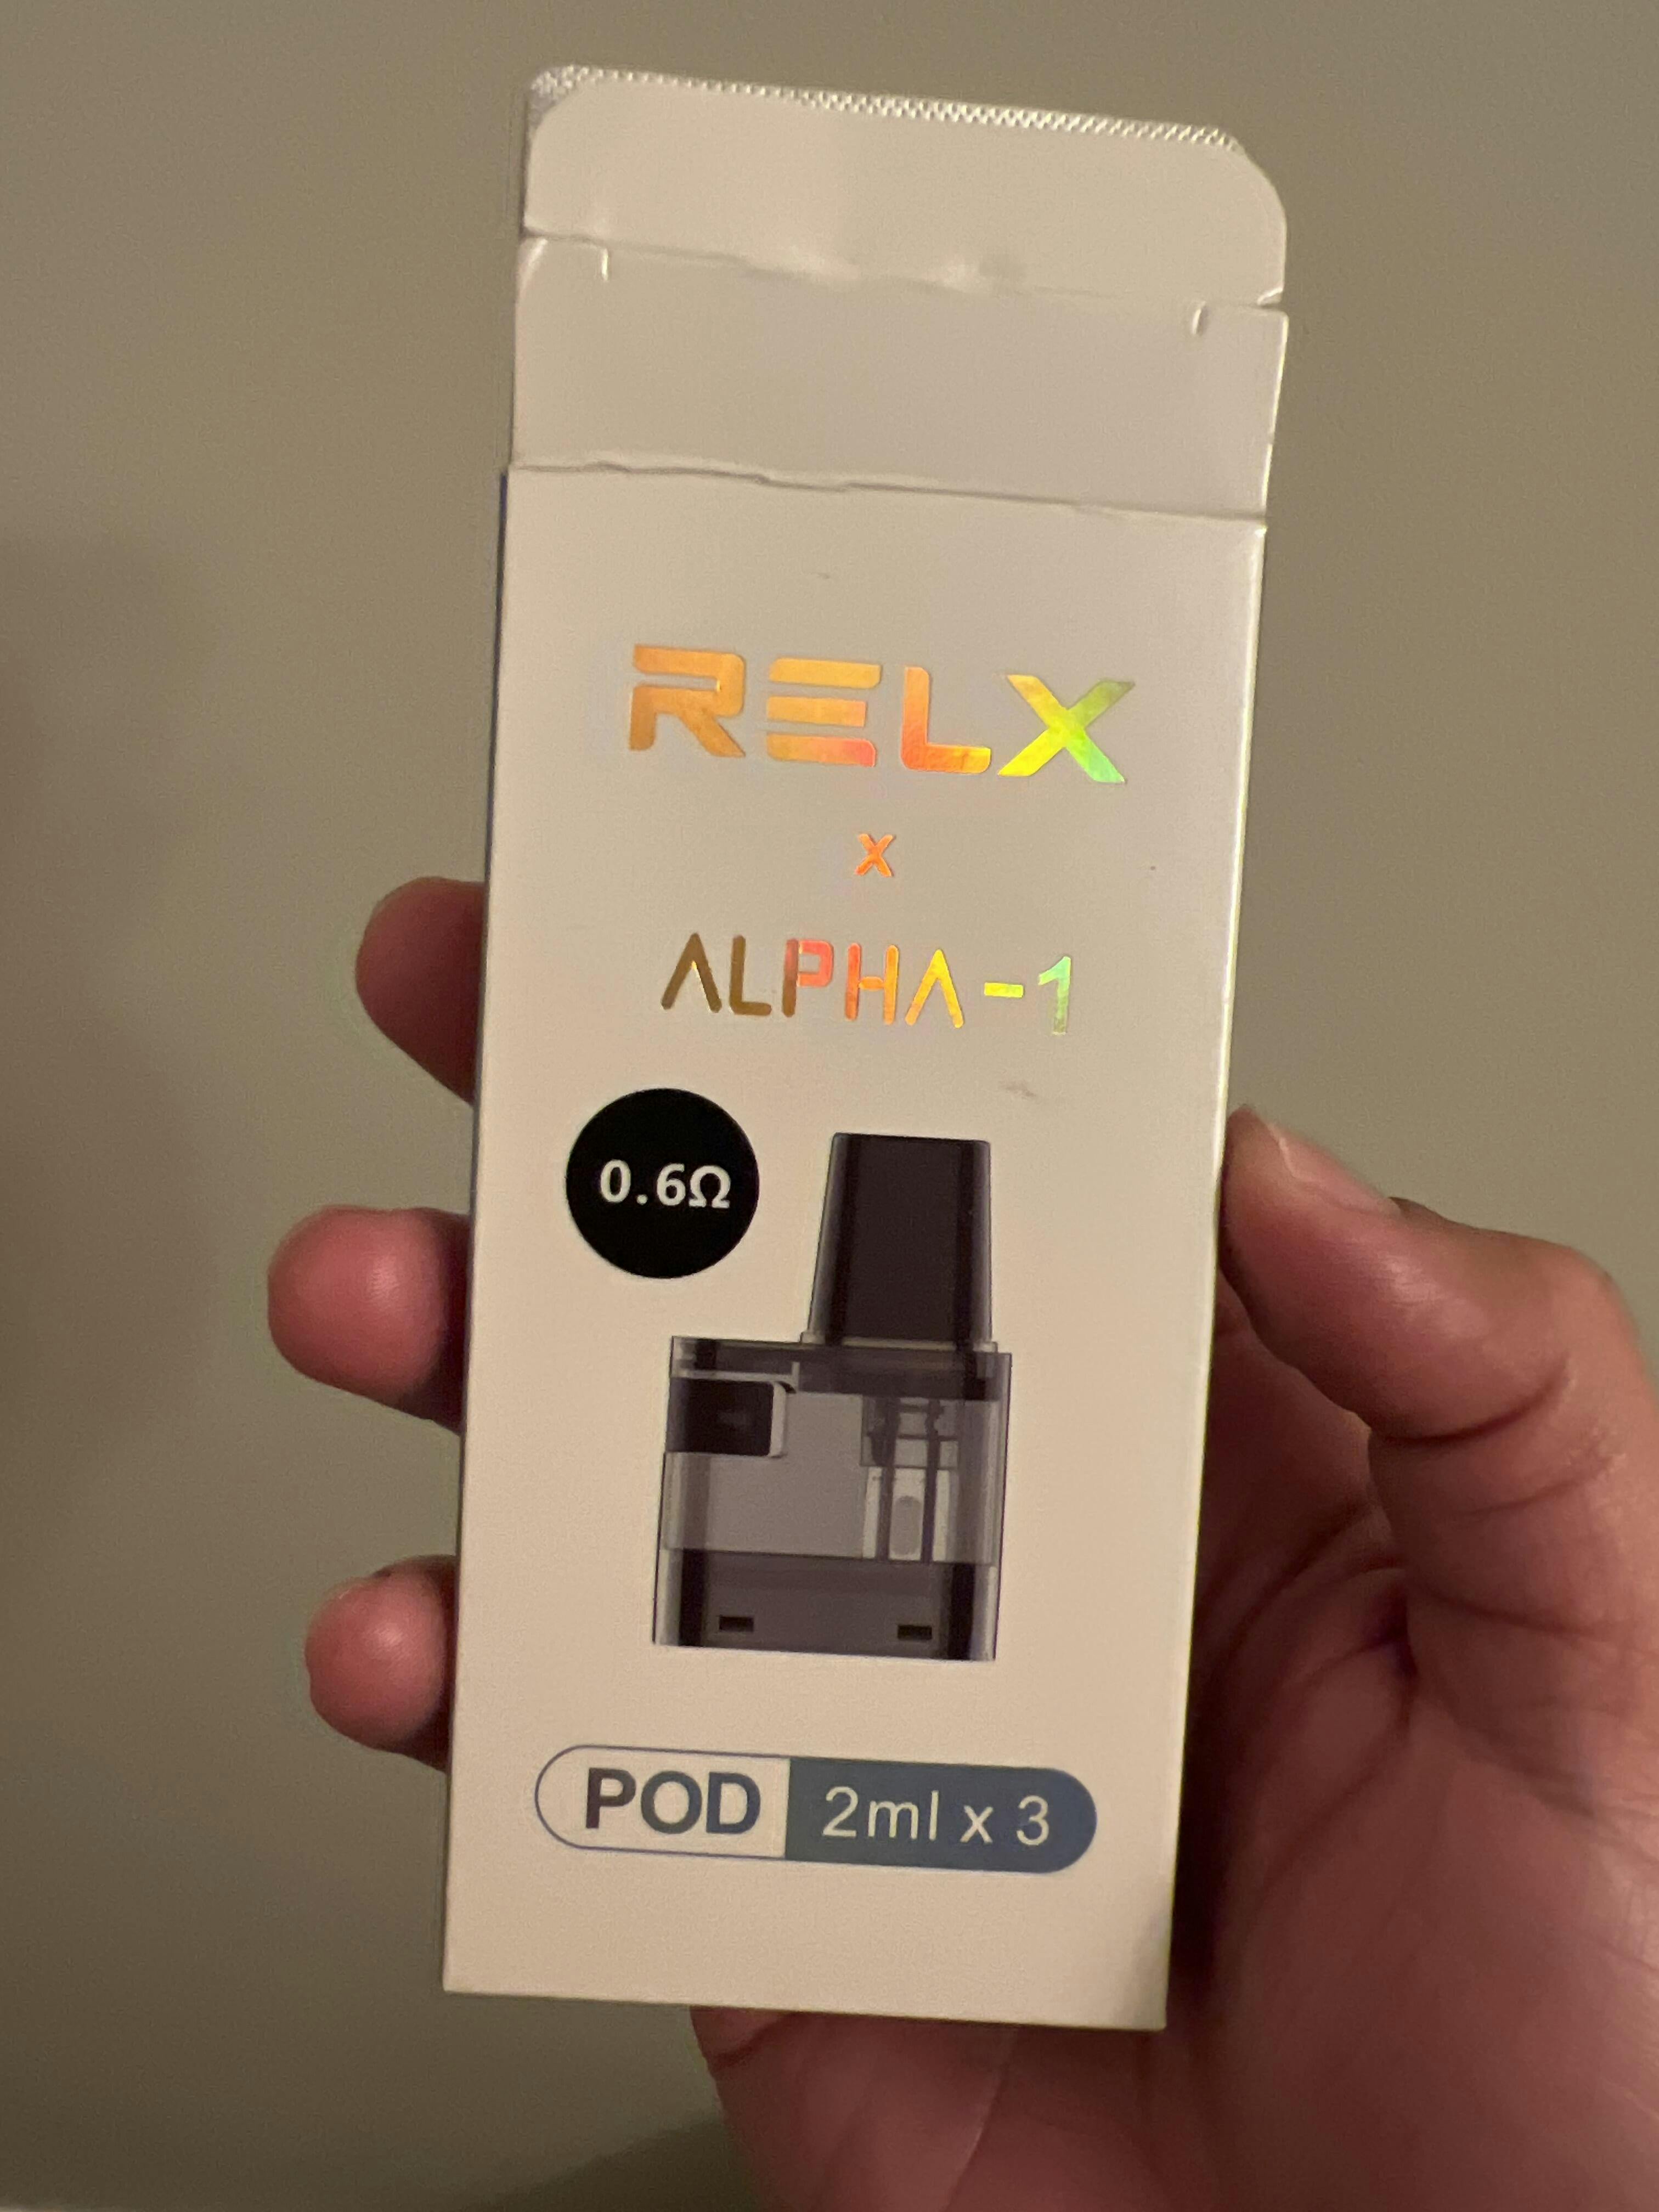 RELX
x
ALPHA-1
0.6Ω
POD 2ml x 3